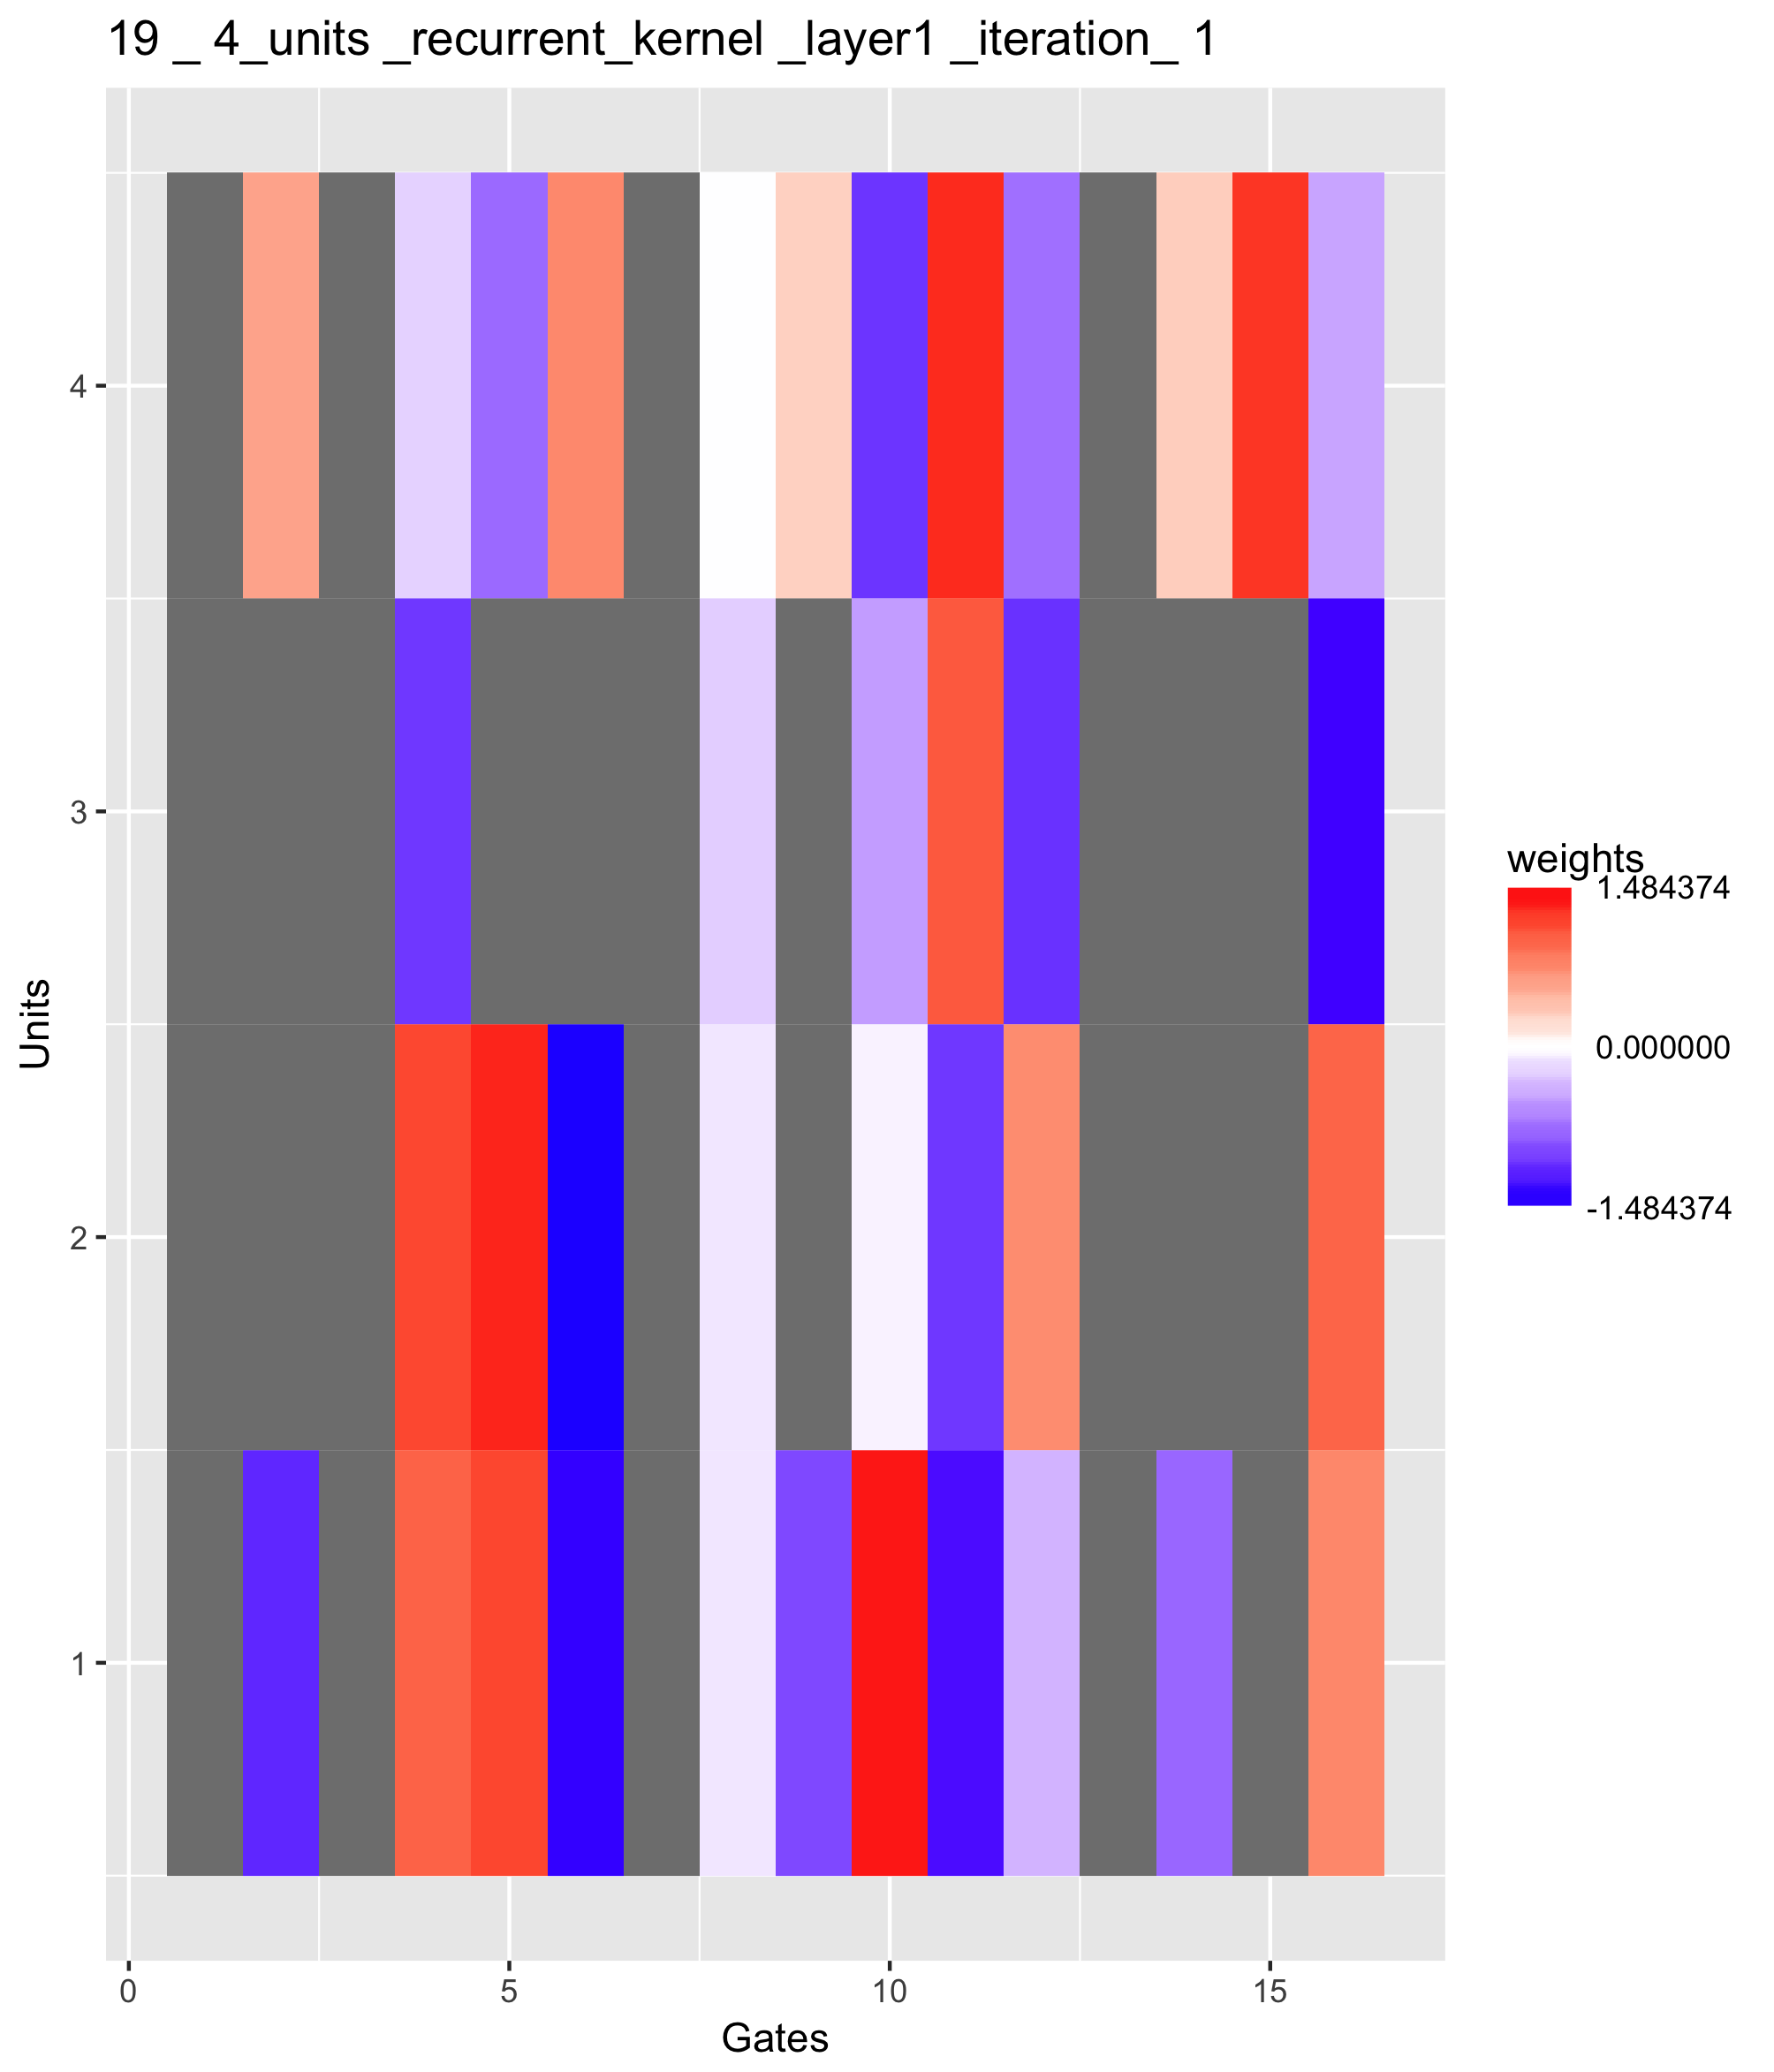 19 _ 4_units _recurrent_kernel _layer1 _iteration_ 1
4
3
2
1
Units
0 5 10 15
Gates
weights
1.484374
0.000000
-1.484374